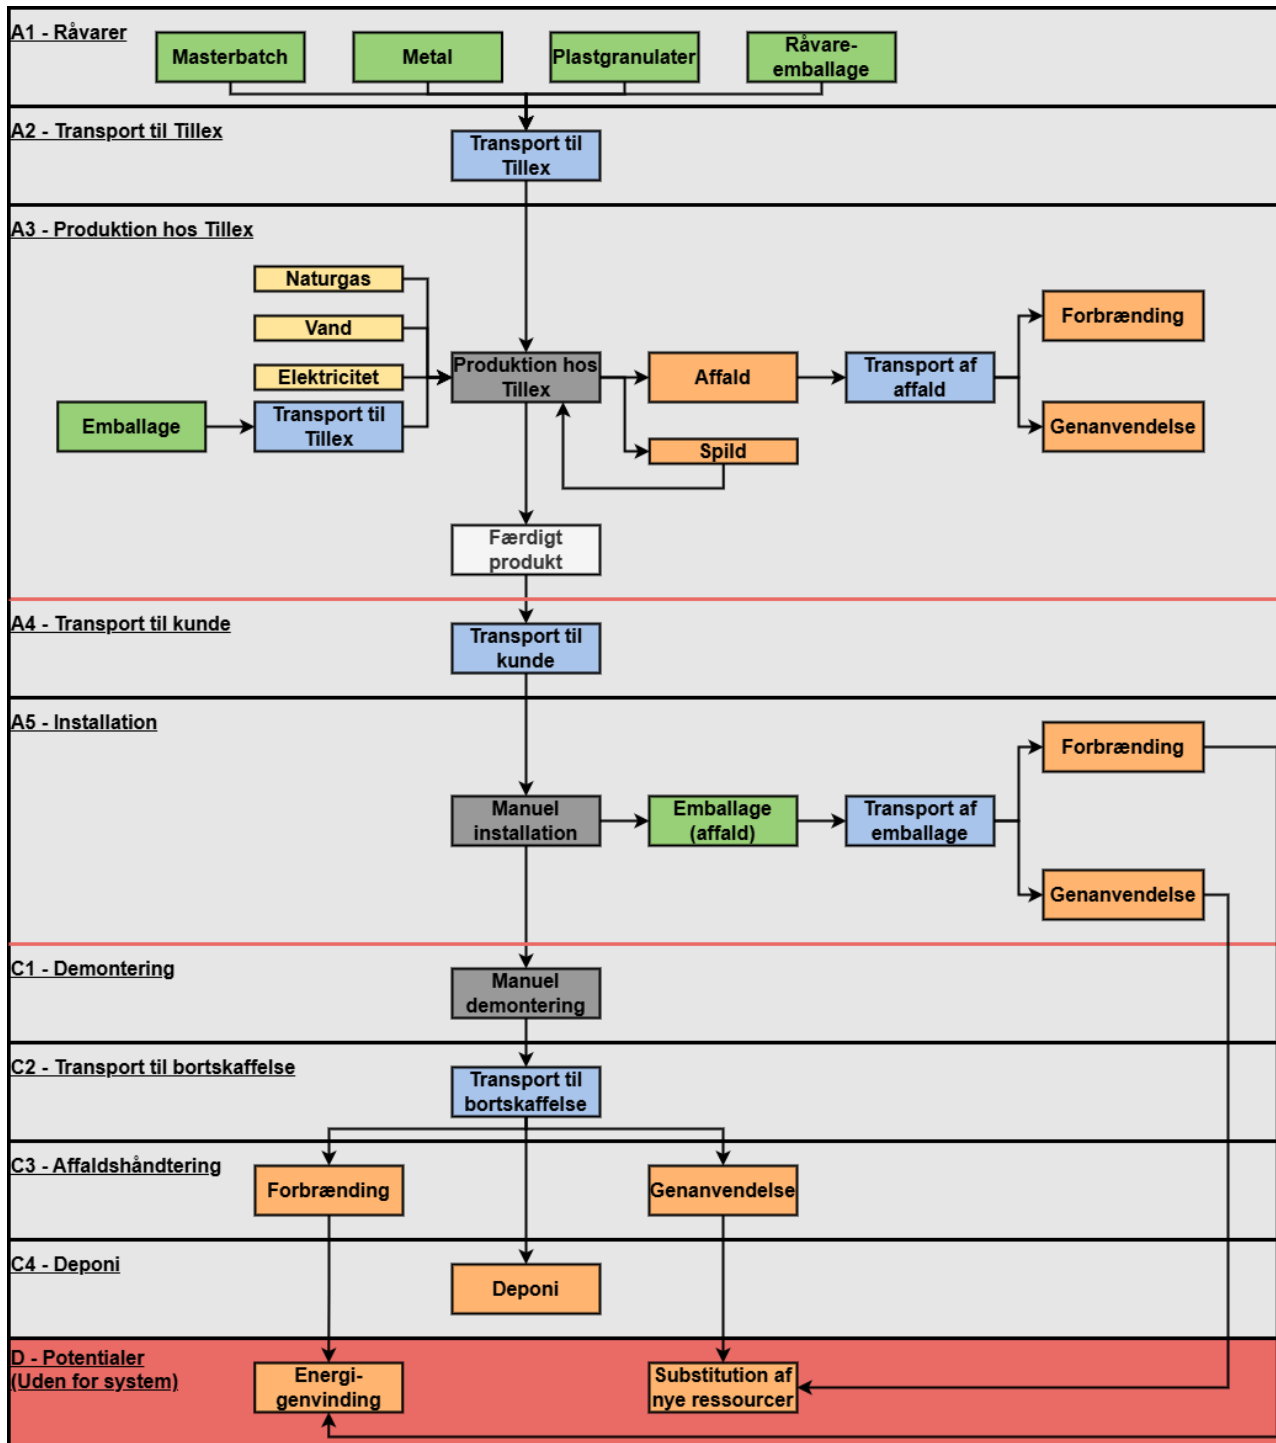 A1 - Råvarer
Masterbatch
Metal
Plastgranulater
Råvare-
emballage
A2 - Transport til Tillex
Transport til
Tillex
A3 - Produktion hos Tillex
Naturgas
Vand
Elektricitet
Emballage
Transport til
Tillex
Produktion hos
Tillex
Affald
Spild
Transport af
affald
Forbrænding
Genanvendelse
Færdigt
produkt
A4 - Transport til kunde
Transport til
kunde
A5 - Installation
Manuel
installation
Emballage
(affald)
Transport af
emballage
Forbrænding
Genanvendelse
C1 - Demontering
Manuel
demontering
C2 - Transport til bortskaffelse
Transport til
bortskaffelse
C3 - Affaldshåndtering
Forbrænding
Genanvendelse
C4 - Deponi
Deponi
D - Potentialer
(Uden for system)
Energi-
genvinding
Substitution af
nye ressourcer